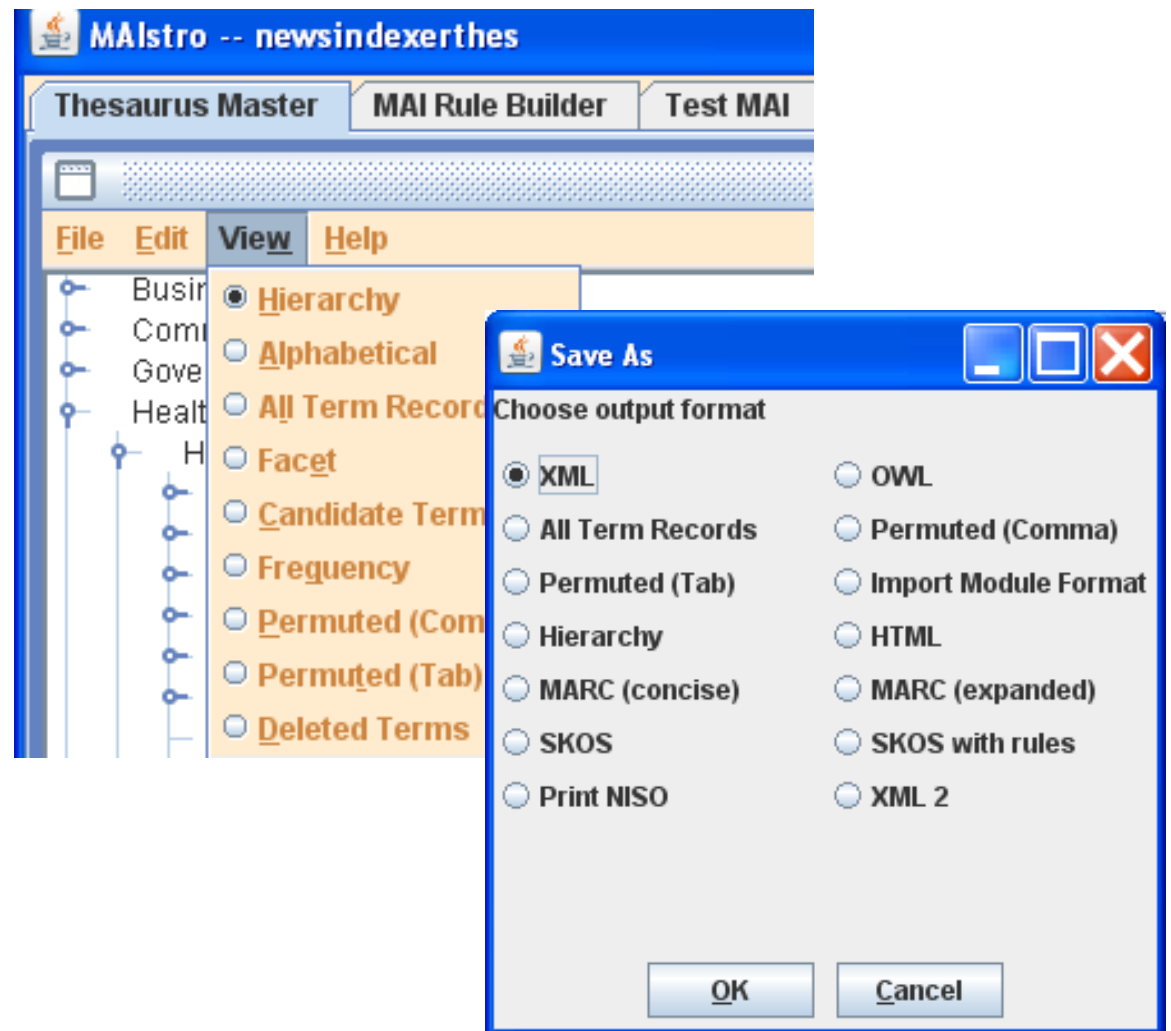 MAIstro -- newsindexerthes
Thesaurus Master MAI Rule Builder Test MAI
File Edit View Help
Busir
Comm
Gove
Healt
H
Hierarchy
Alphabetical
All Term Record
Facet
Candidate Term
Frequency
Permuted (Com
Permuted (Tab)
Deleted Terms
Save As
Choose output format
XML OWL
All Term Records Permuted (Comma)
Permuted (Tab) Import Module Format
Hierarchy HTML
MARC (concise) MARC (expanded)
SKOS SKOS with rules
Print NISO XML 2
OK Cancel